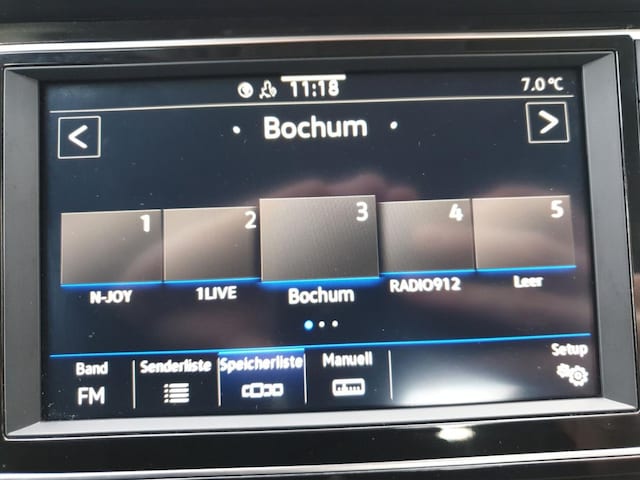 11:18 7.0 °C
< • Bochum • >
1 2 3 4 5
N-JOY 1LIVE Bochum RADIO912 Leer
Band Senderliste Speicherliste Manuell Setup
FM